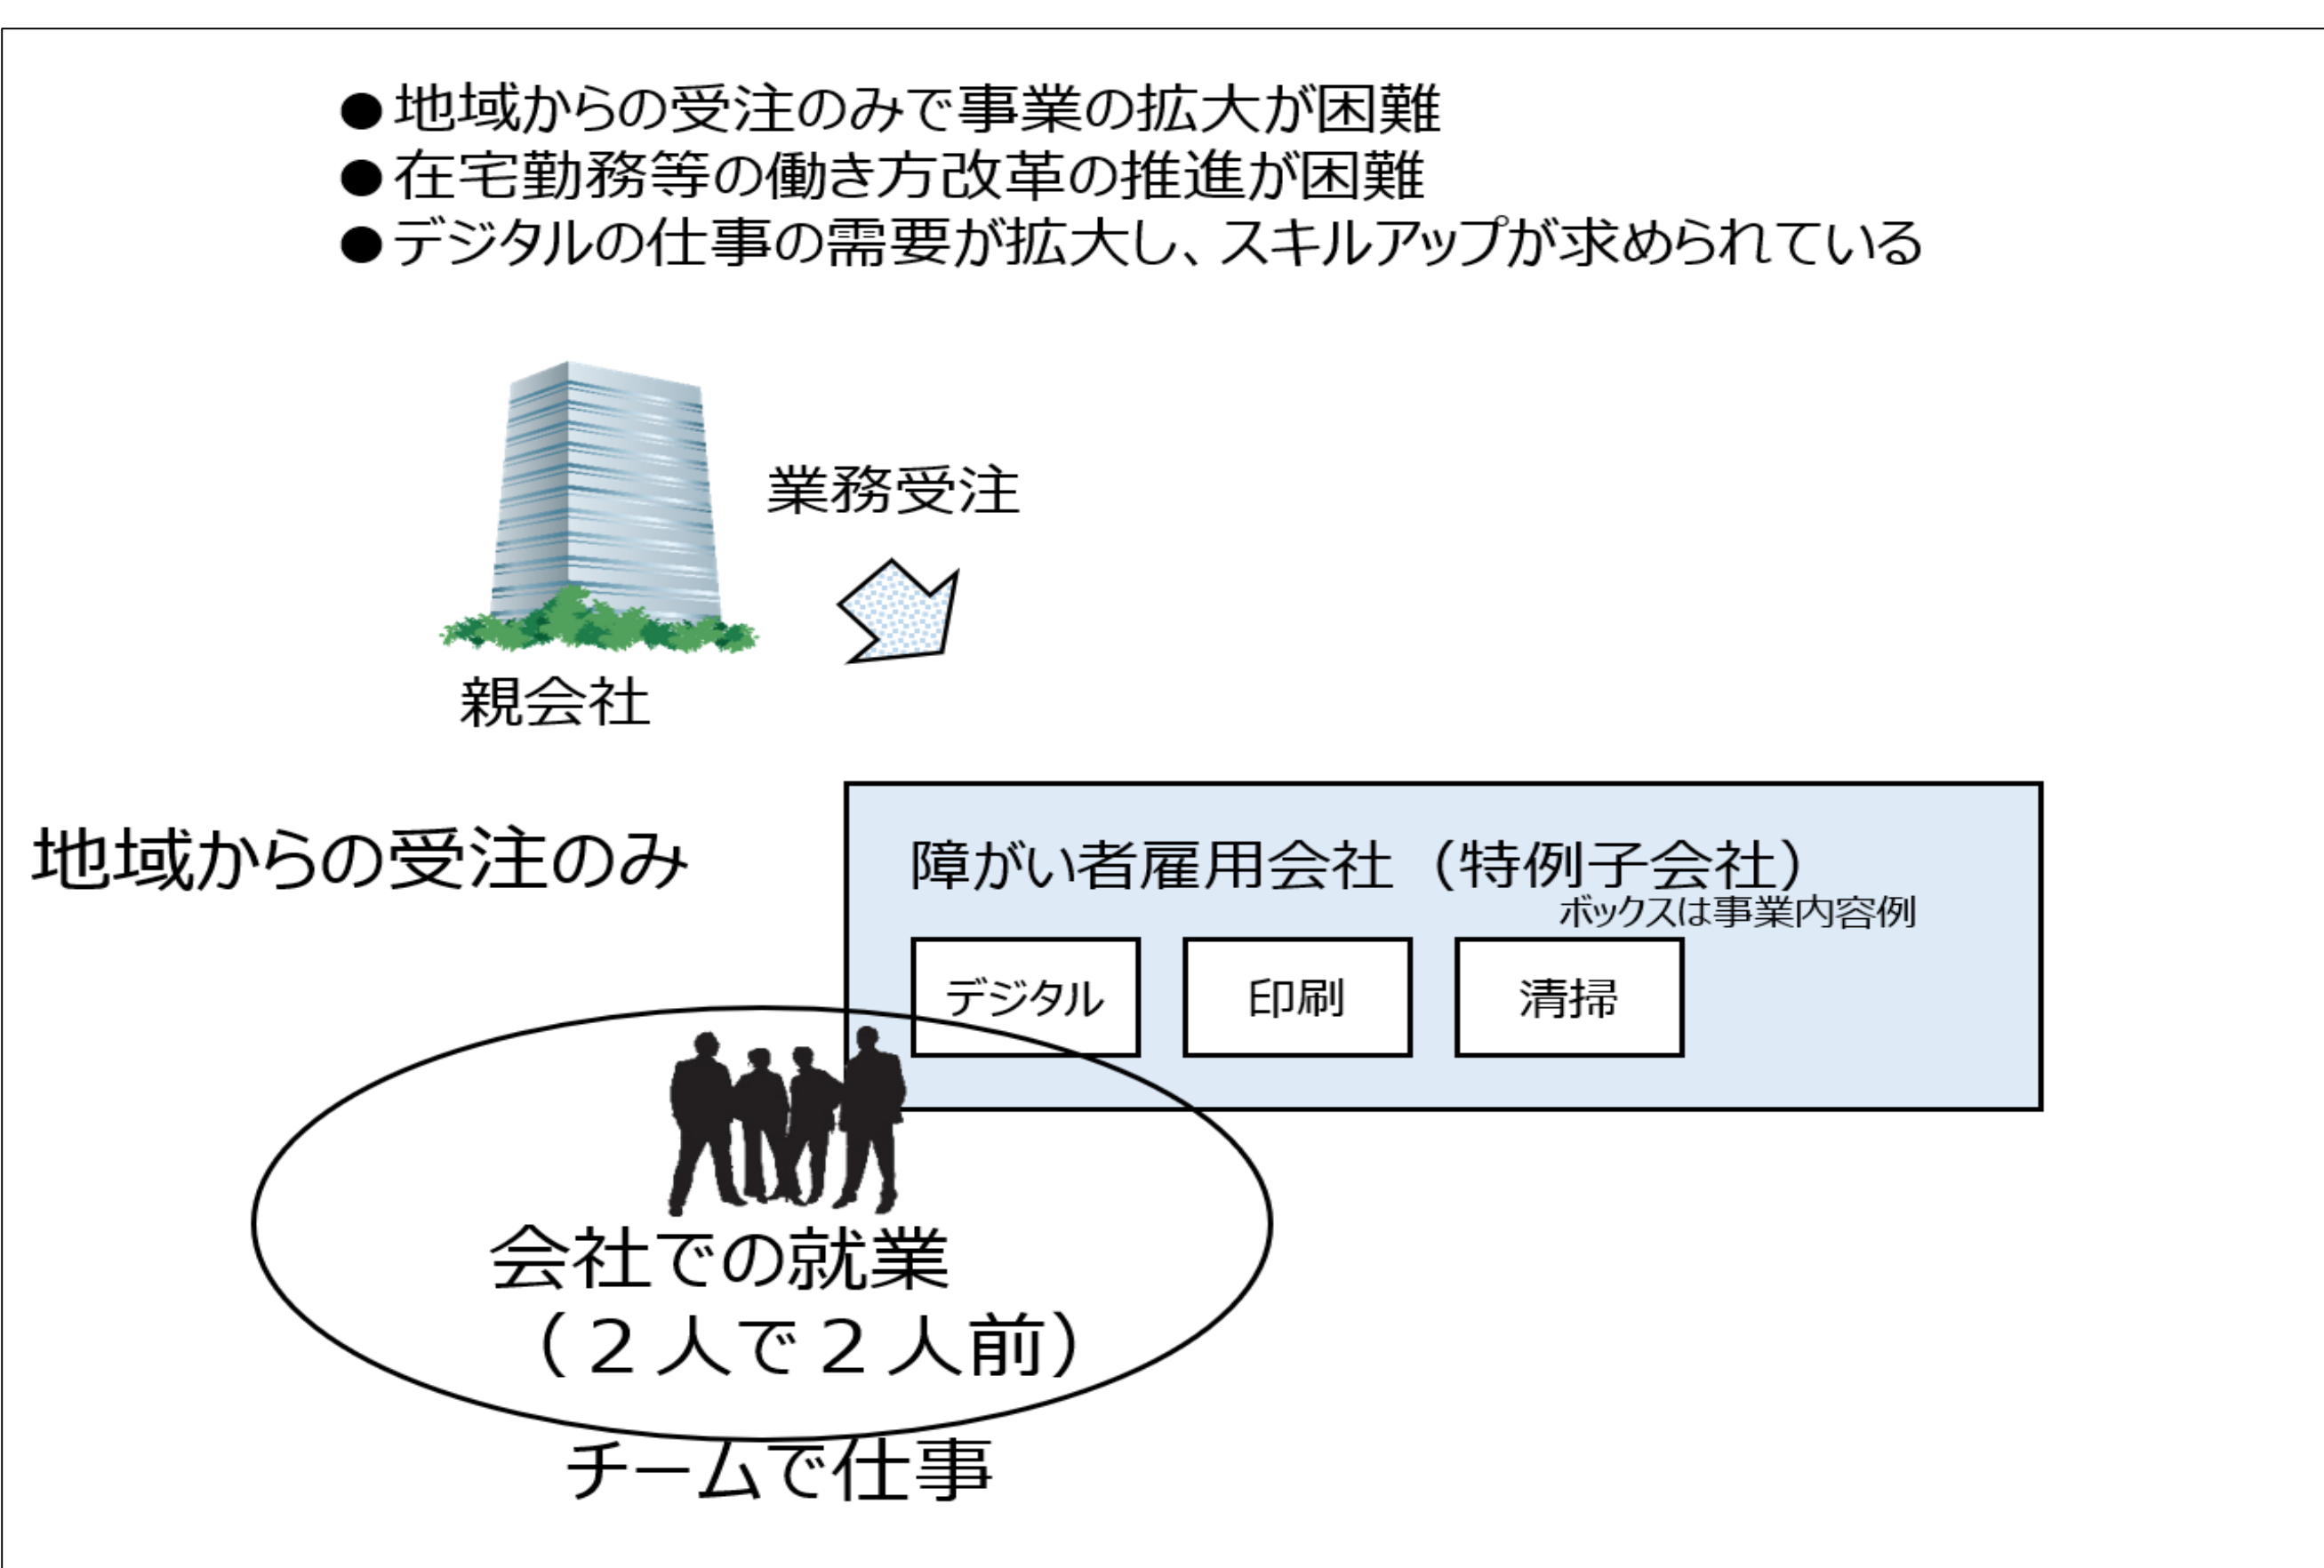 ●地域からの受注のみで事業の拡大が困難
●在宅勤務等の働き方改革の推進が困難
●デジタルの仕事の需要が拡大し、スキルアップが求められている
業務受注
親会社
地域からの受注のみ
障がい者雇用会社（特例子会社）
ボックスは事業内容例
デジタル
印刷
清掃
会社での就業
（２人で２人前）
チームで仕事